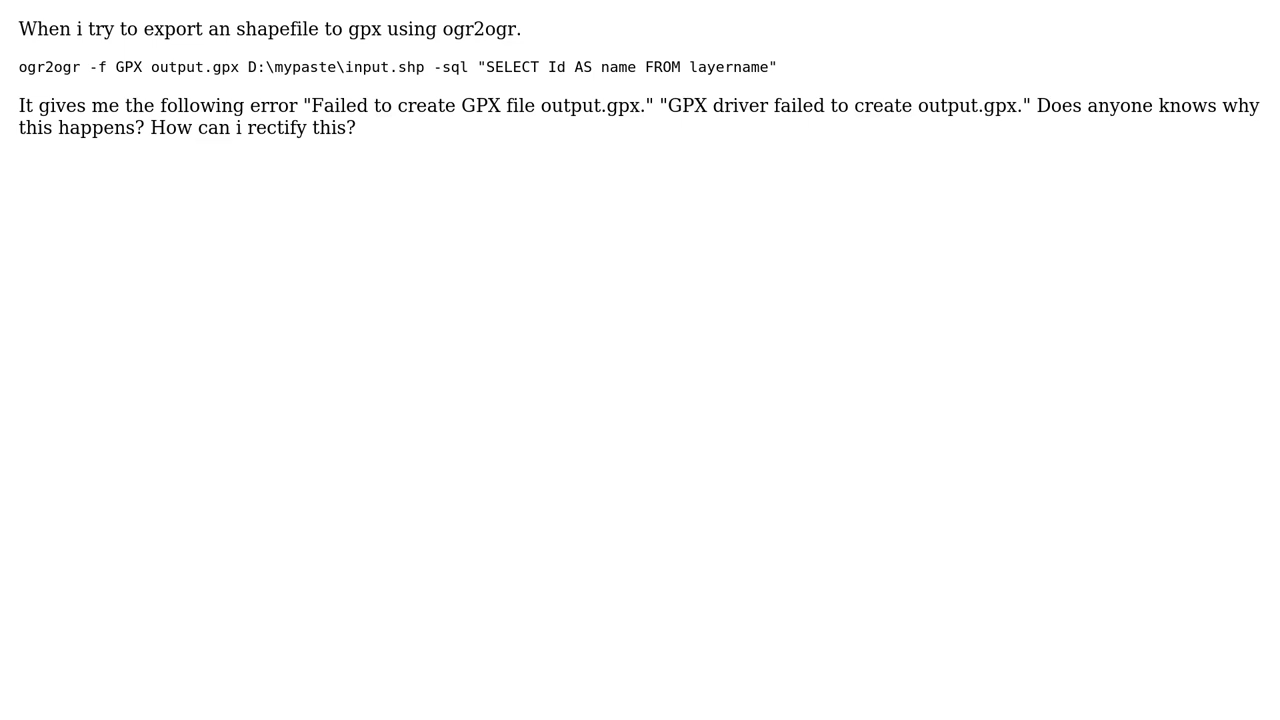 When i try to export an shapefile to gpx using ogr2ogr.
ogr2ogr -f GPX output.gpx D:\mypaste\input.shp -sql "SELECT Id AS name FROM layername"
It gives me the following error "Failed to create GPX file output.gpx." "GPX driver failed to create output.gpx." Does anyone knows why
this happens? How can i rectify this?